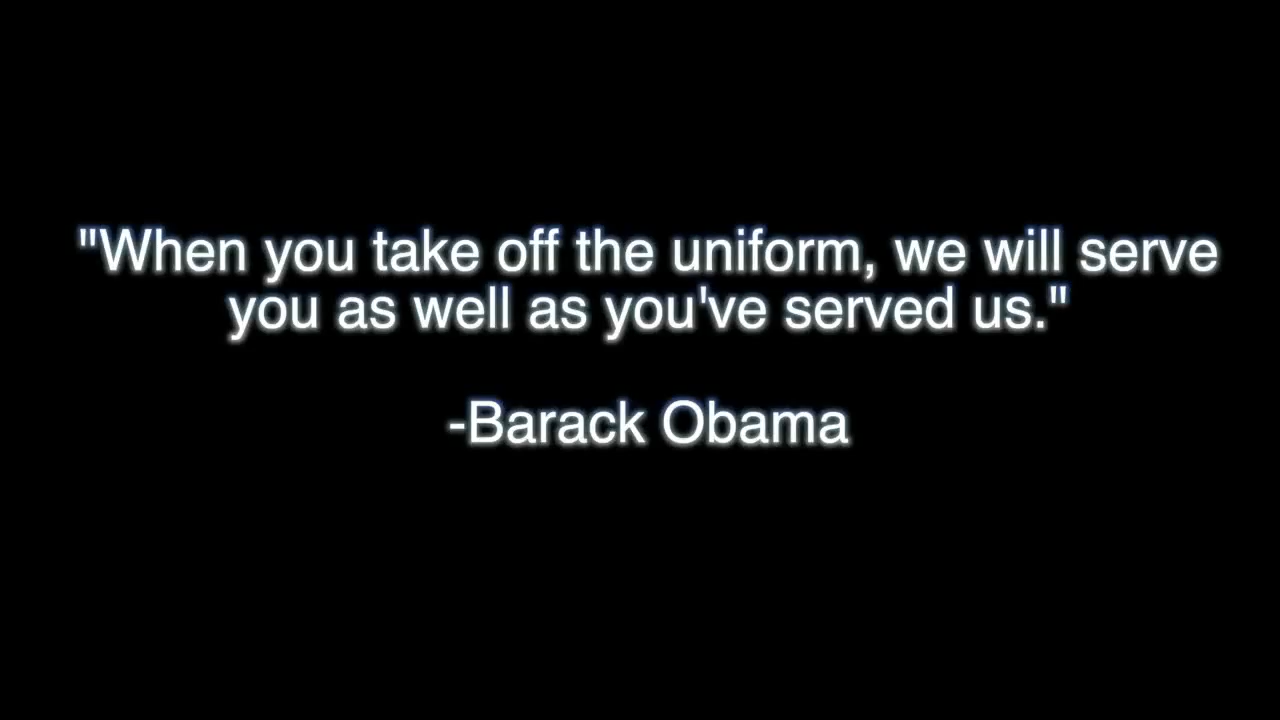 "When you take off the uniform, we will serve
you as well as you've served us."
-Barack Obama